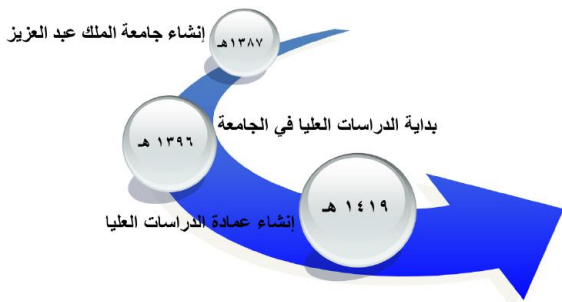 إنشاء جامعة الملك عبد العزيز
١٣٨٧هـ
بداية الدراسات العليا في الجامعة
١٣٩٦ هـ
١٤١٩ هـ
إنشاء عمادة الدراسات العليا